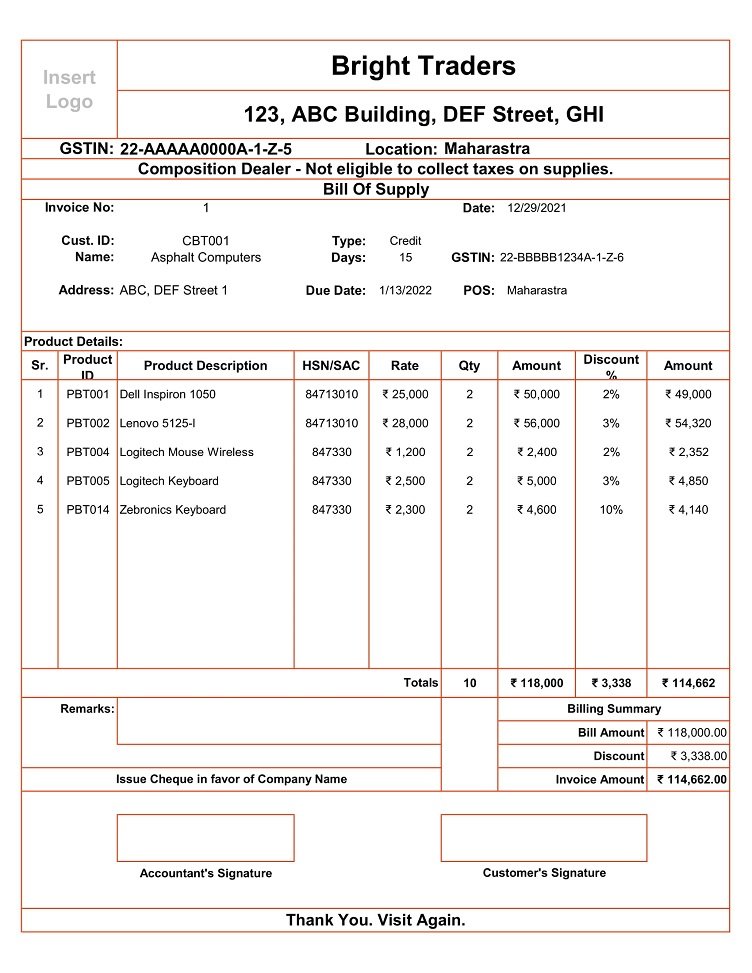 Insert
Logo
Bright Traders
123, ABC Building, DEF Street, GHI
GSTIN: 22-AAAAA0000A-1-Z-5 Location: Maharastra
Composition Dealer - Not eligible to collect taxes on supplies.
Bill Of Supply
Invoice No: 1 Date: 12/29/2021
Cust. ID: CBT001 Type: Credit
Name: Asphalt Computers Days: 15 GSTIN: 22-BBBBB1234A-1-Z-6
Address: ABC, DEF Street 1 Due Date: 1/13/2022 POS: Maharastra
Product Details:
Sr. Product ID Product Description HSN/SAC Rate Qty Amount Discount % Amount
1 PBT001 Dell Inspiron 1050 84713010 ₹ 25,000 2 ₹ 50,000 2% ₹ 49,000
2 PBT002 Lenovo 5125-I 84713010 ₹ 28,000 2 ₹ 56,000 3% ₹ 54,320
3 PBT004 Logitech Mouse Wireless 847330 ₹ 1,200 2 ₹ 2,400 2% ₹ 2,352
4 PBT005 Logitech Keyboard 847330 ₹ 2,500 2 ₹ 5,000 3% ₹ 4,850
5 PBT014 Zebronics Keyboard 847330 ₹ 2,300 2 ₹ 4,600 10% ₹ 4,140
Totals 10 ₹ 118,000 ₹ 3,338 ₹ 114,662
Remarks: Billing Summary
Bill Amount ₹ 118,000.00
Discount ₹ 3,338.00
Issue Cheque in favor of Company Name Invoice Amount ₹ 114,662.00
Accountant's Signature Customer's Signature
Thank You. Visit Again.